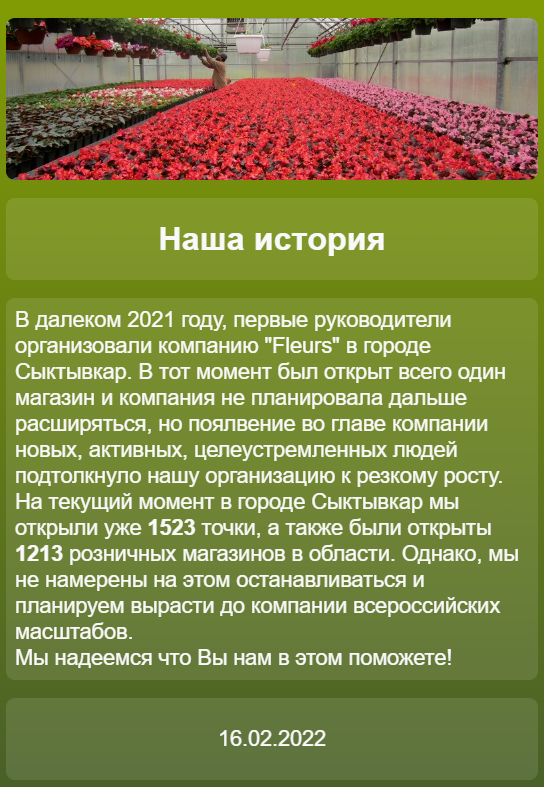 Наша история
В далеком 2021 году, первые руководители
организовали компанию "Fleurs" в городе
Сыктывкар. В тот момент был открыт всего один
магазин и компания не планировала дальше
расширяться, но поялвение во главе компании
новых, активных, целеустремленных людей
подтолкнуло нашу организацию к резкому росту.
На текущий момент в городе Сыктывкар мы
открыли уже 1523 точки, а также были открыты
1213 розничных магазинов в области. Однако, мы
не намерены на этом останавливаться и
планируем вырасти до компании всероссийских
масштабов.
Мы надеемся что Вы нам в этом поможете!
16.02.2022